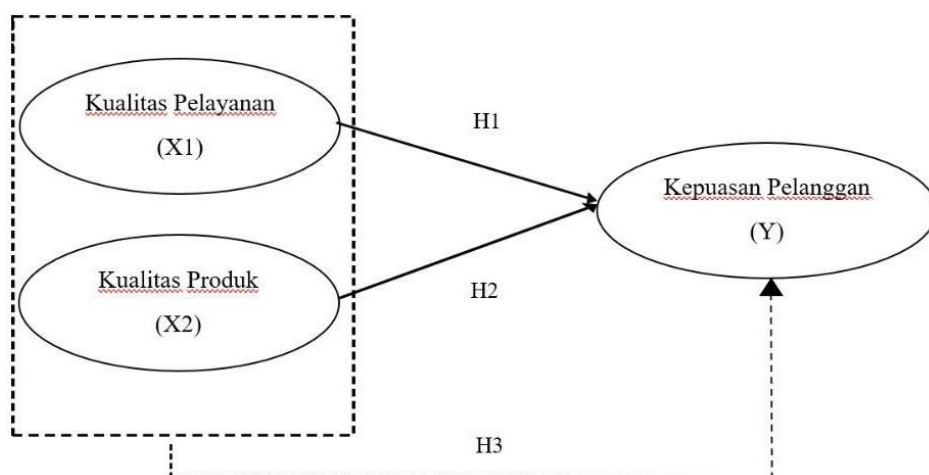 Kualitas Pelayanan
(X1)
H1
Kepuasan Pelanggan
(Y)
Kualitas Produk
(X2)
H2
H3